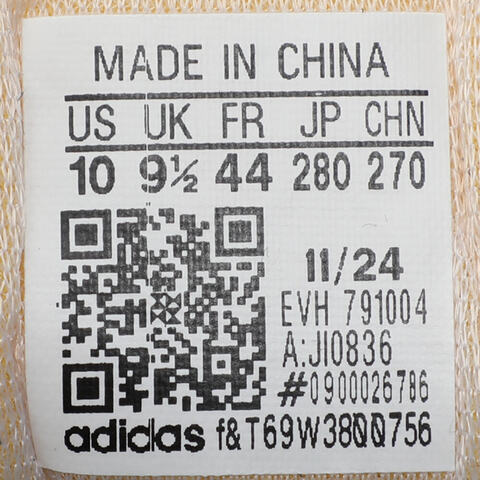 MADE IN CHINA
US UK FR JP CHN
10 9½ 44 280 270
11/24
EVH 791004
A:JI0836
#0900026786
adidas f&T69W3800756